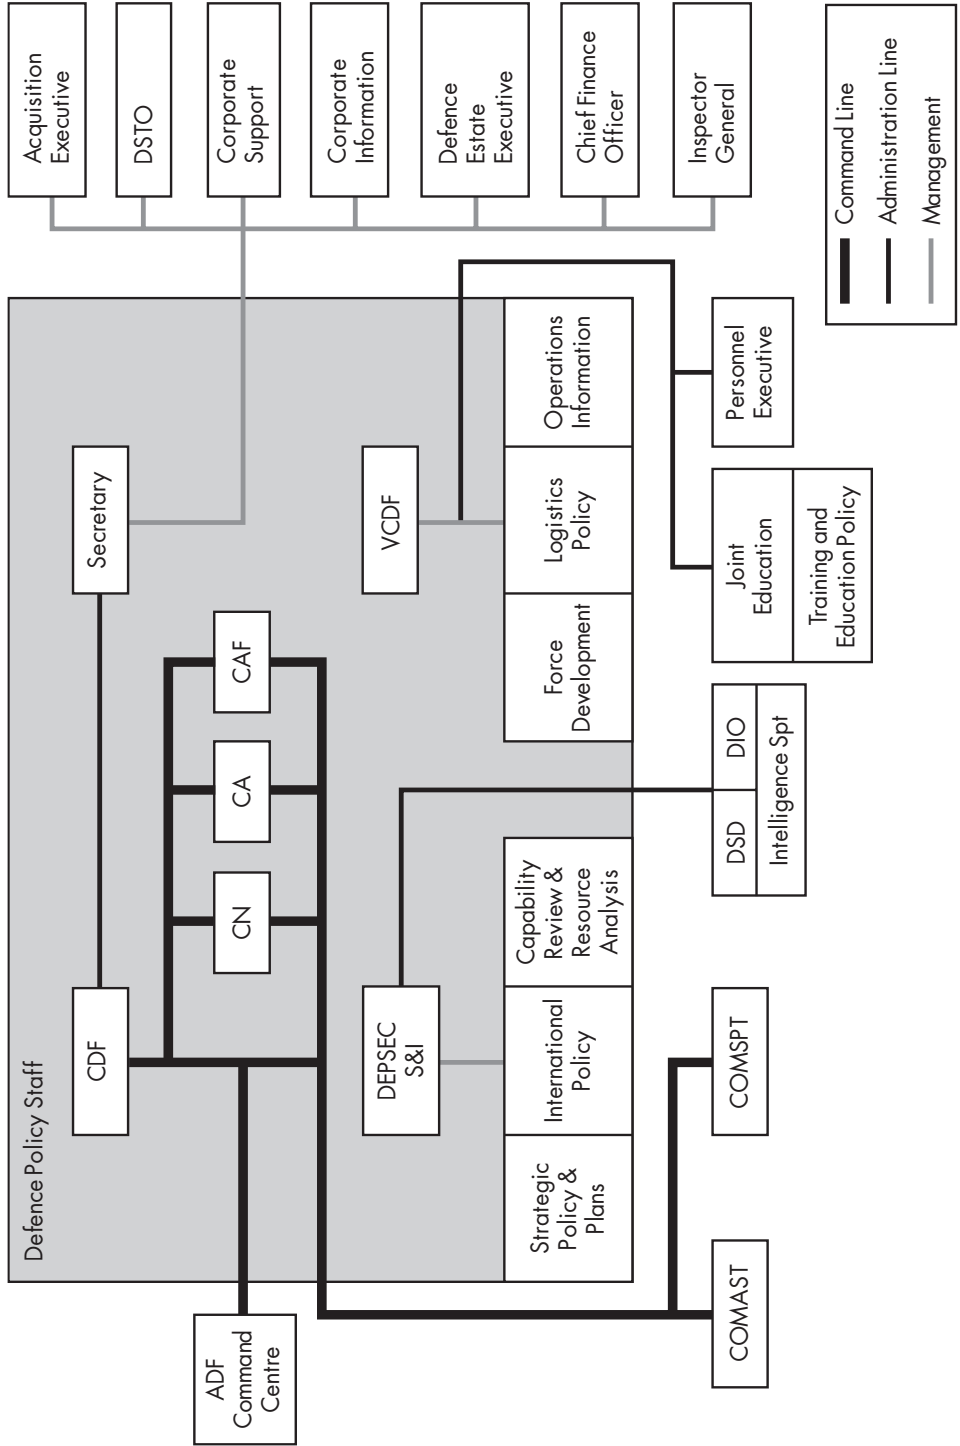 Defence Policy Staff
CDF
Secretary
ADF
Command
Centre
CN
CA
CAF
DEPSEC
S&I
VCDF
Strategic
Policy &
Plans
International
Policy
Capability
Review &
Resource
Analysis
Force
Development
Logistics
Policy
Operations
Information
COMAST
COMSPT
DSD
DIO
Intelligence Spt
Joint
Education
Training and
Education Policy
Personnel
Executive
Acquisition
Executive
DSTO
Corporate
Support
Corporate
Information
Defence
Estate
Executive
Chief Finance
Officer
Inspector
General
Command Line
Administration Line
Management